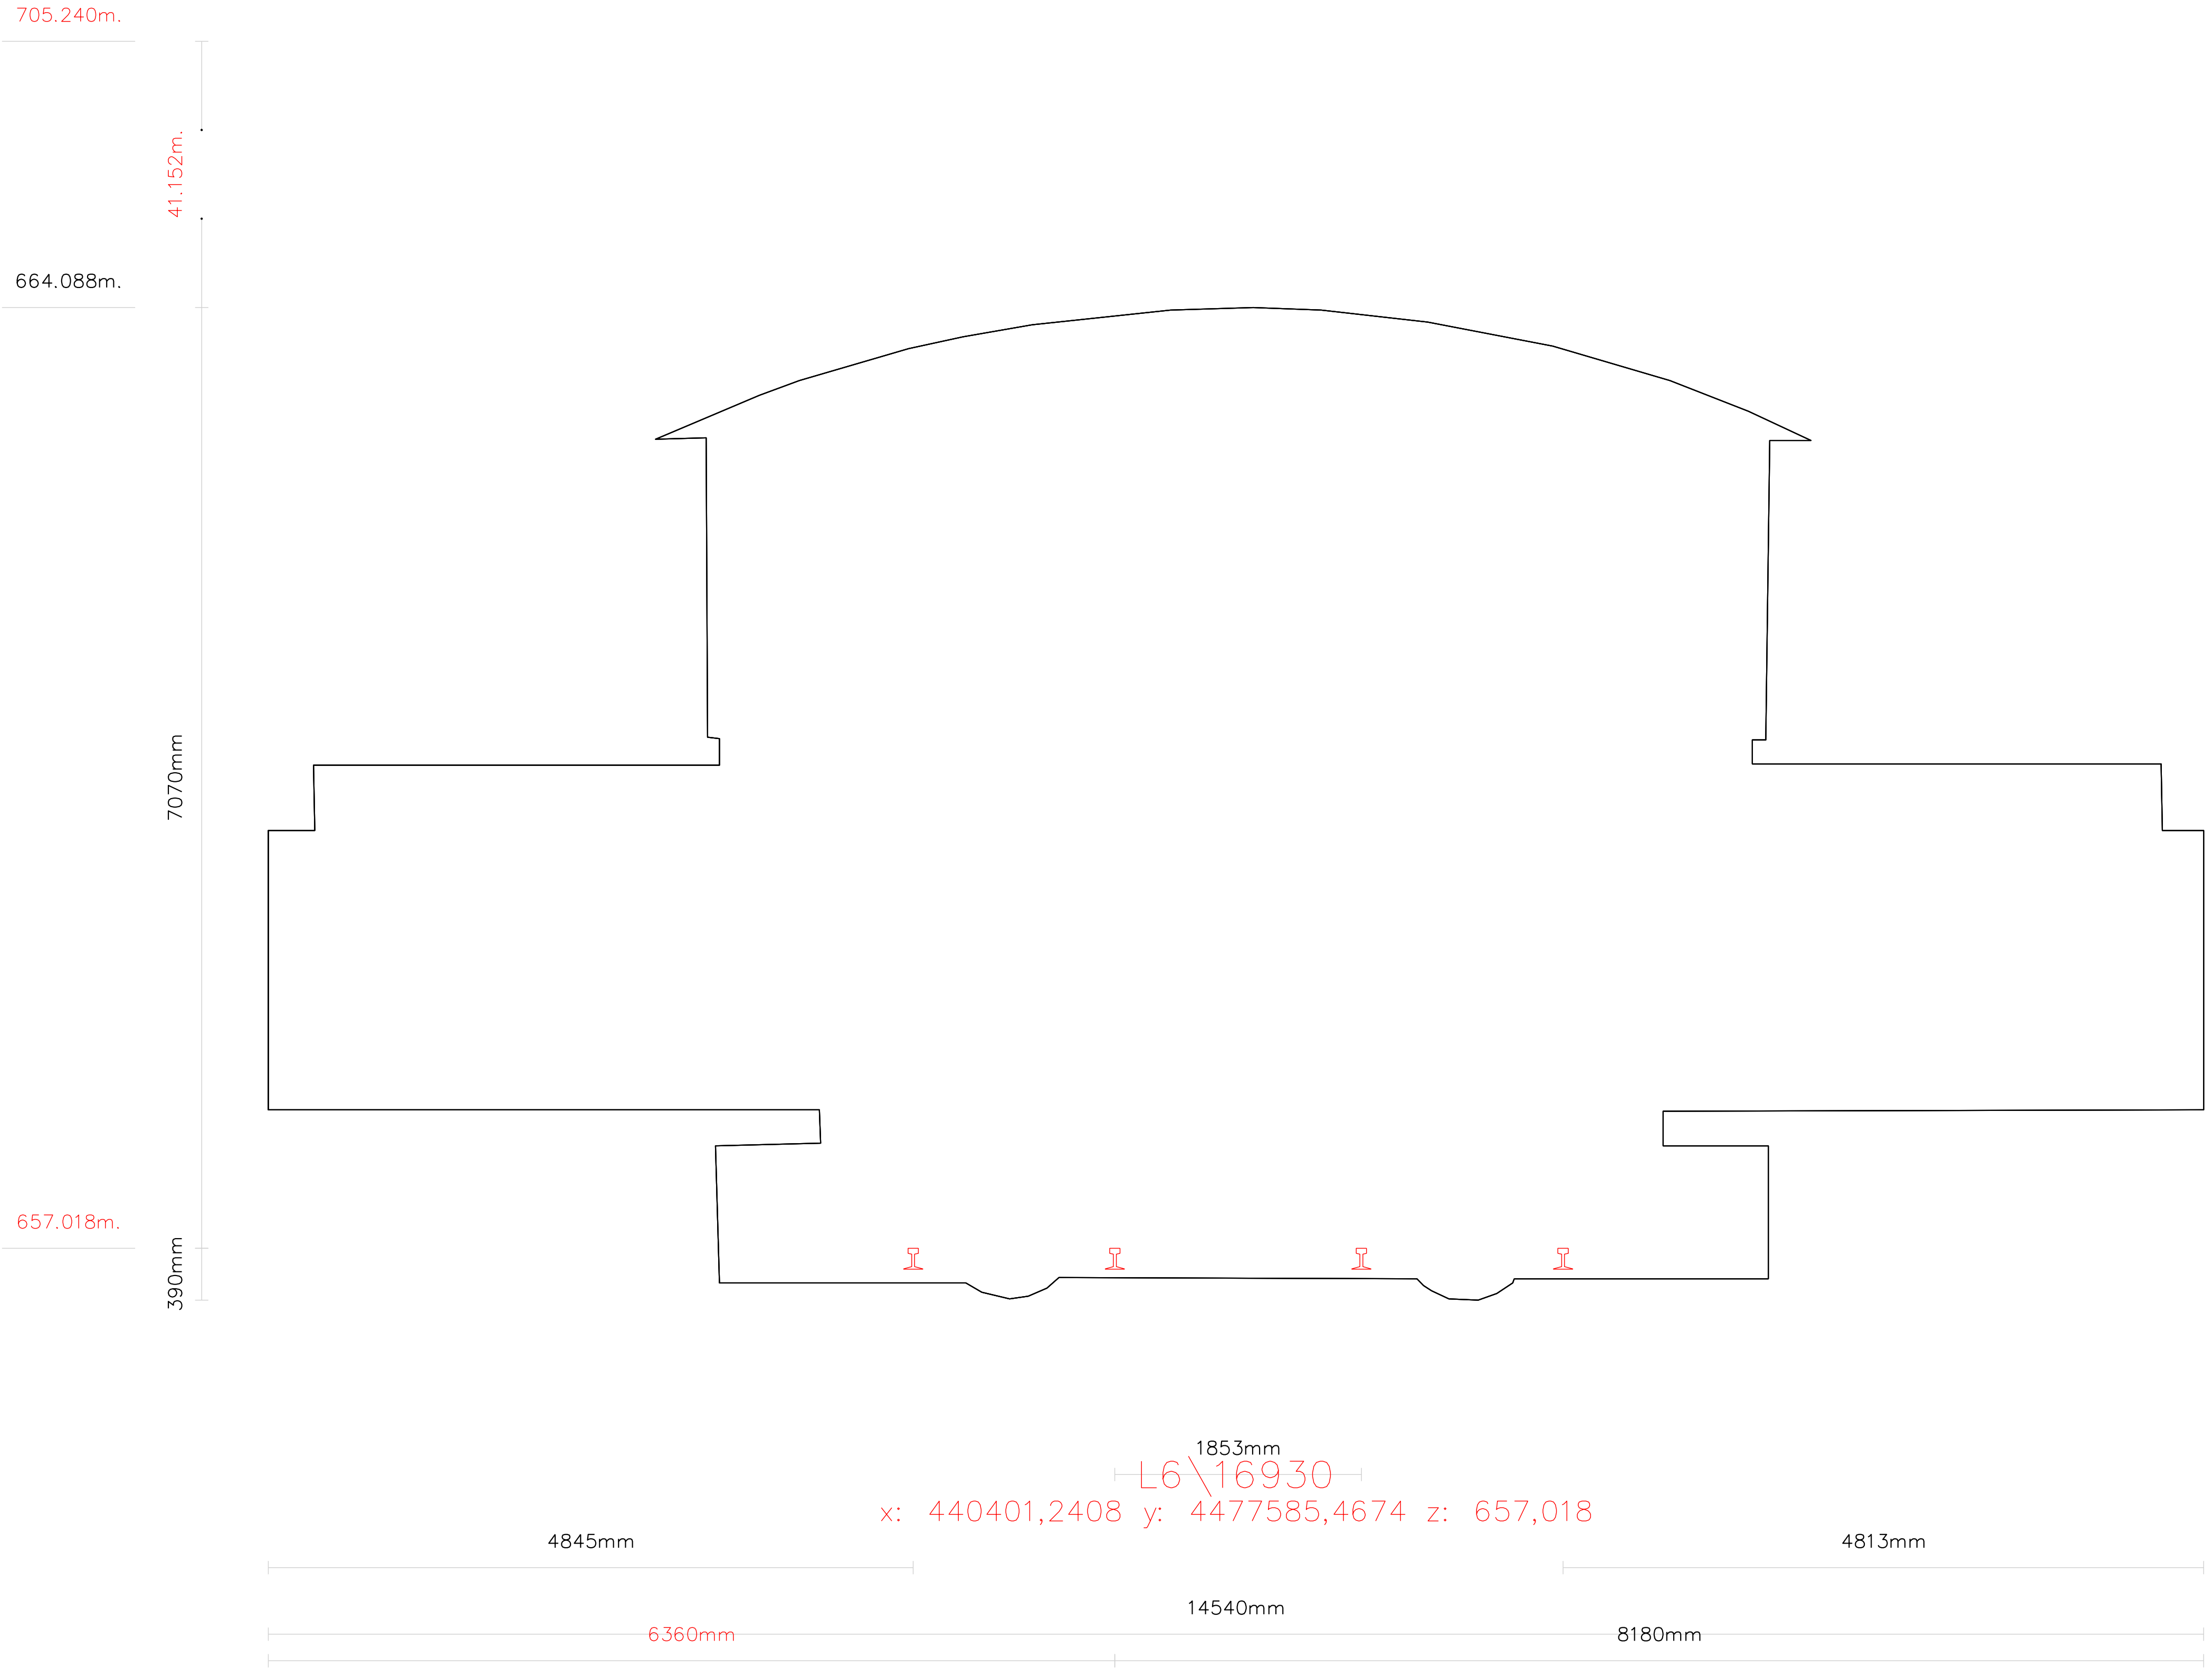 705.240m.
41.152m.
664.088m.
7070mm
657.018m.
390mm
1853mm
L6\16930
x: 440401,2408 y: 4477585,4674 z: 657,018
4845mm
4813mm
14540mm
6360mm
8180mm